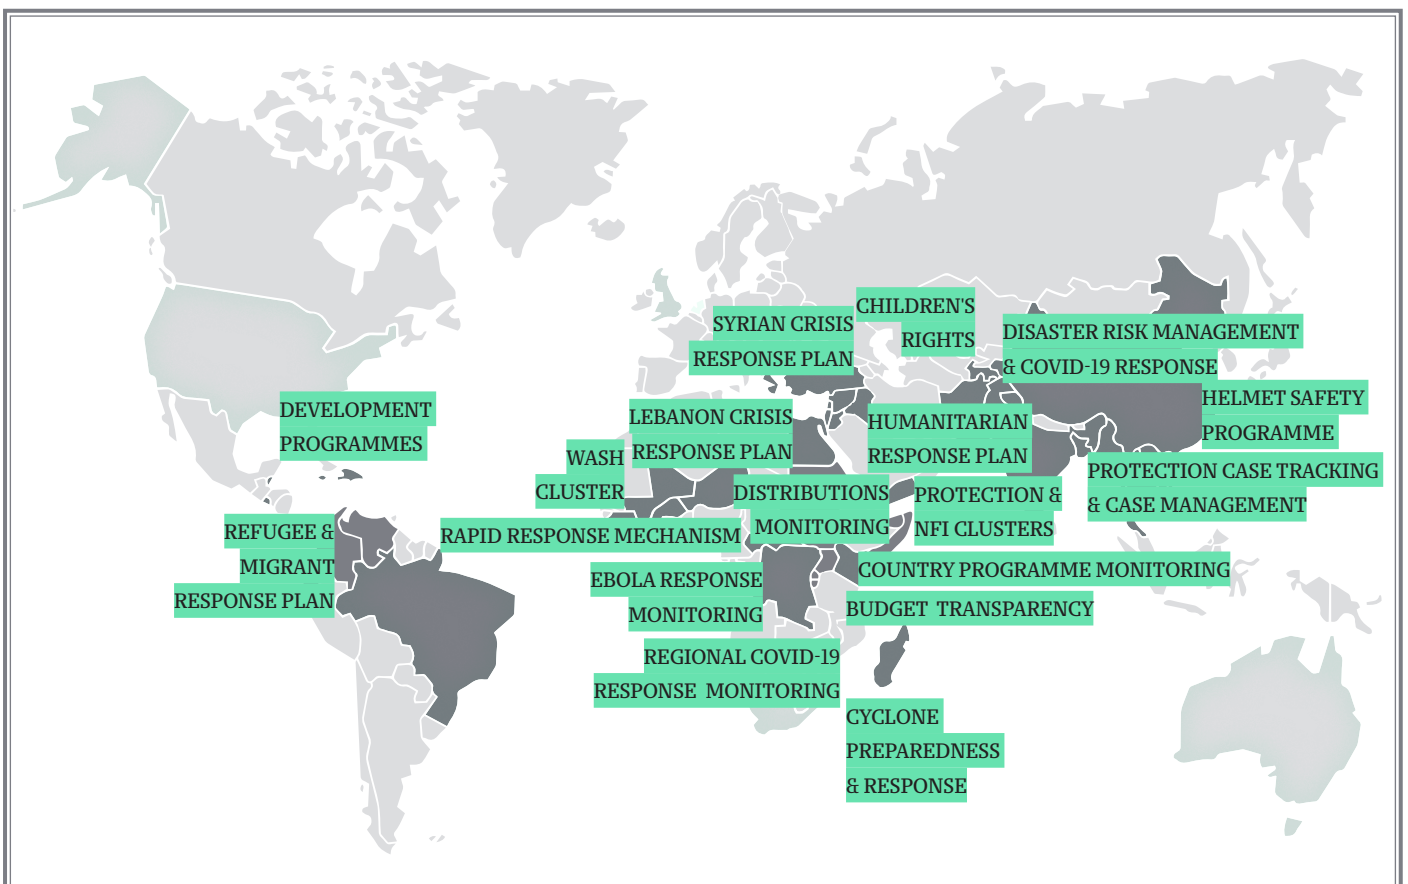 CHILDREN'S
RIGHTS
SYRIAN CRISIS
RESPONSE PLAN
DISASTER RISK MANAGEMENT
& COVID-19 RESPONSE
HELMET SAFETY
PROGRAMME
DEVELOPMENT
PROGRAMMES
LEBANON CRISIS
RESPONSE PLAN
HUMANITARIAN
RESPONSE PLAN
WASH
CLUSTER
PROTECTION CASE TRACKING
& CASE MANAGEMENT
DISTRIBUTIONS
MONITORING
PROTECTION &
NFI CLUSTERS
REFUGEE &
MIGRANT
RESPONSE PLAN
RAPID RESPONSE MECHANISM
EBOLA RESPONSE
MONITORING
COUNTRY PROGRAMME MONITORING
BUDGET TRANSPARENCY
REGIONAL COVID-19
RESPONSE MONITORING
CYCLONE
PREPAREDNESS
& RESPONSE